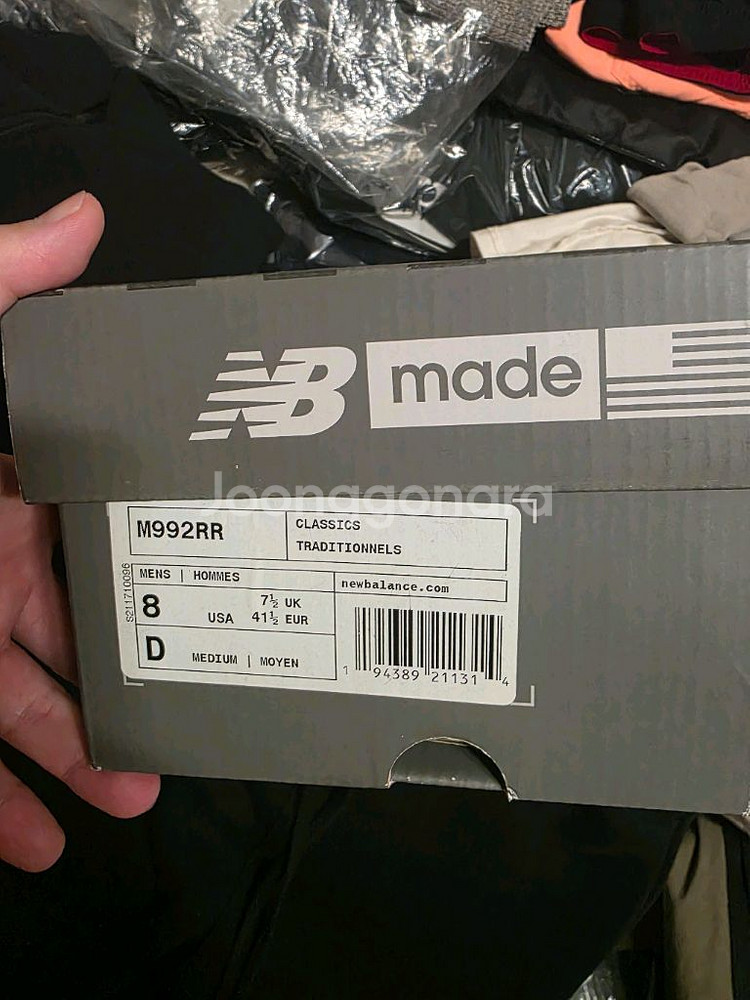 NB made
Joonggonara
M992RR
CLASSICS
TRADITIONNELS
MENS | HOMMES
newbalance.com
8 USA
7½ UK
41½ EUR
D MEDIUM | MOYEN
S211710096
1 94389 21131 4